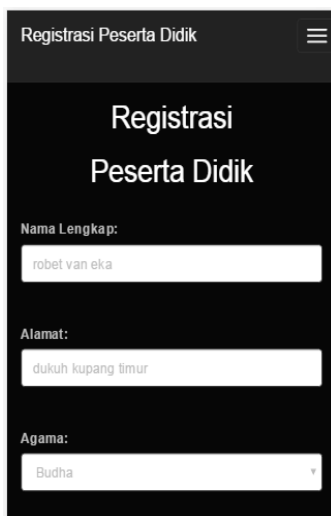 Registrasi Peserta Didik
Registrasi
Peserta Didik
Nama Lengkap:
robet van eka
Alamat:
dukuh kupang timur
Agama:
Budha